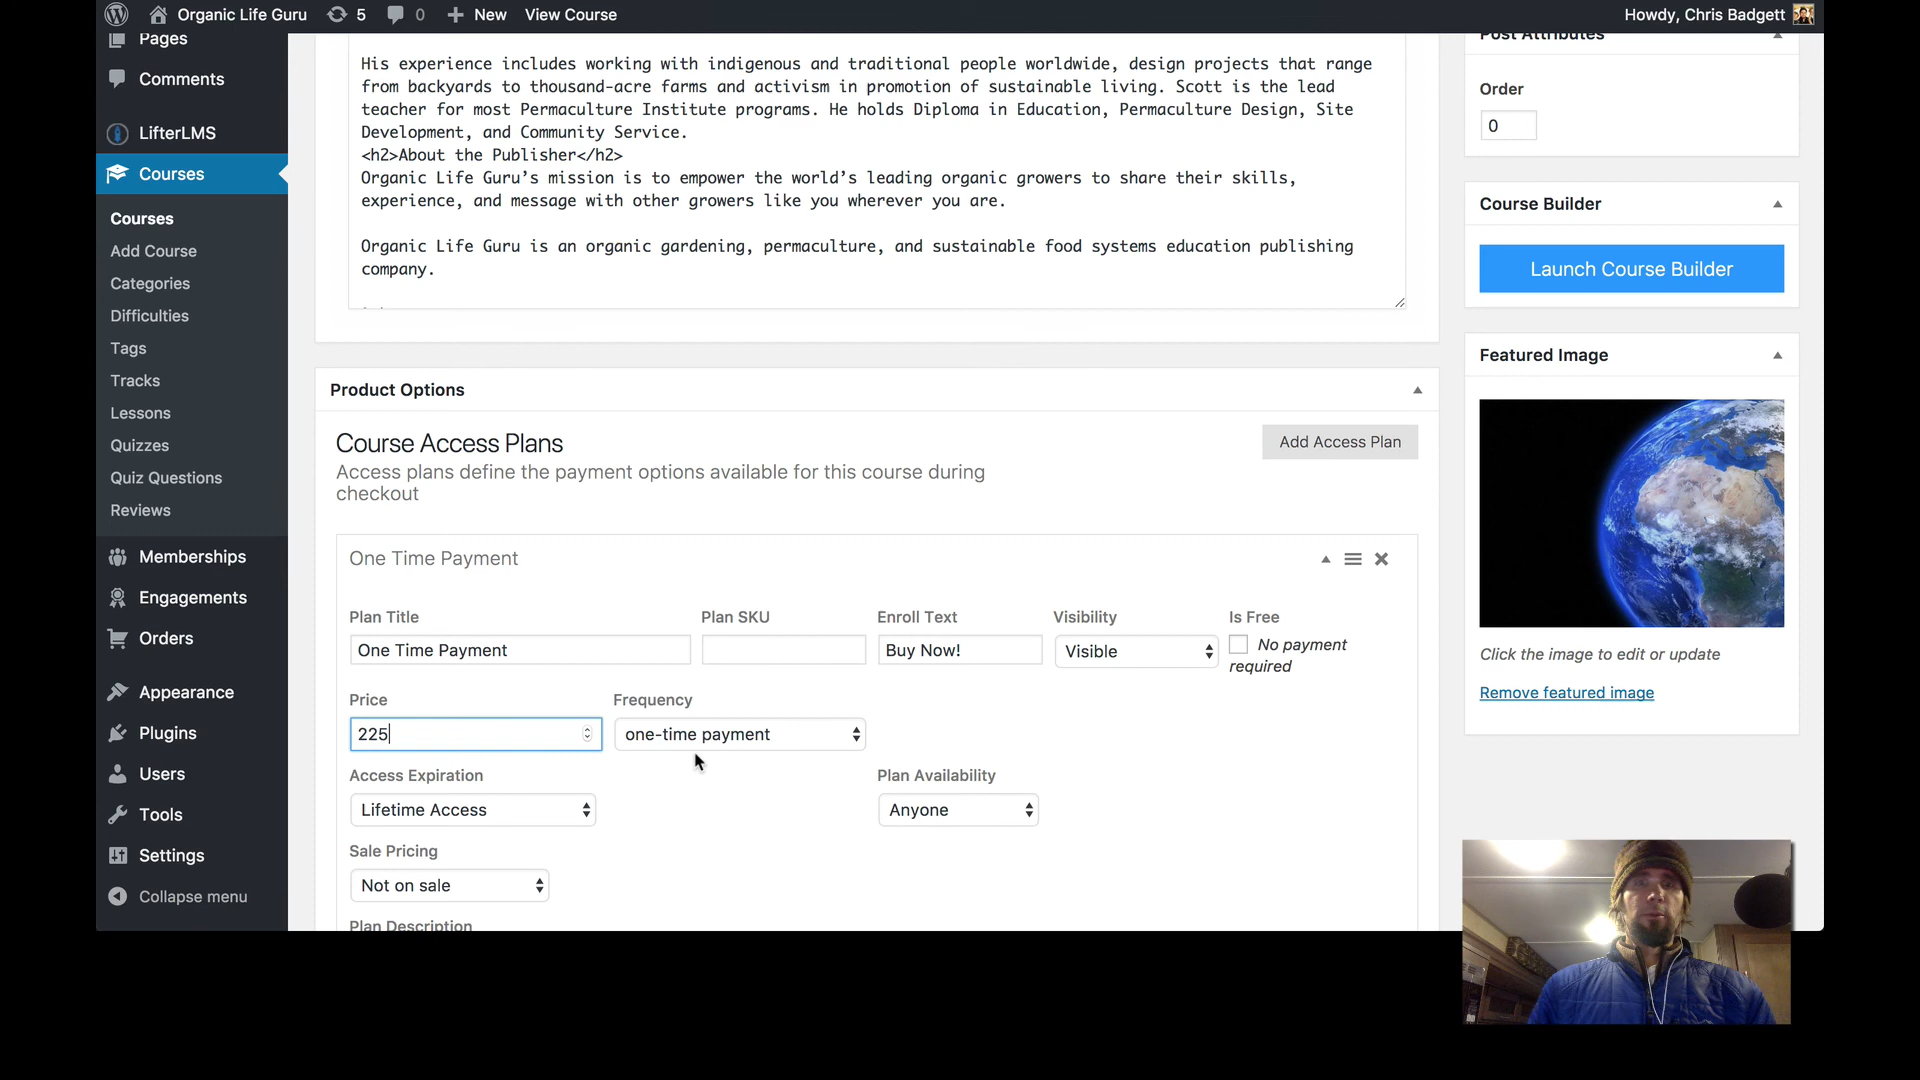 Organic Life Guru 5 0 New View Course Howdy, Chris Badgett
Pages
Comments
LifterLMS
Courses
Courses
Add Course
Categories
Difficulties
Tags
Tracks
Lessons
Quizzes
Quiz Questions
Reviews
Memberships
Engagements
Orders
Appearance
Plugins
Users
Tools
Settings
Collapse menu
His experience includes working with indigenous and traditional people worldwide, design projects that range
from backyards to thousand-acre farms and activism in promotion of sustainable living. Scott is the lead
teacher for most Permaculture Institute programs. He holds Diploma in Education, Permaculture Design, Site
Development, and Community Service.
<h2>About the Publisher</h2>
Organic Life Guru’s mission is to empower the world’s leading organic growers to share their skills,
experience, and message with other growers like you wherever you are.
Organic Life Guru is an organic gardening, permaculture, and sustainable food systems education publishing
company.
Product Options
Course Access Plans
Add Access Plan
Access plans define the payment options available for this course during
checkout
One Time Payment
Plan Title Plan SKU Enroll Text Visibility Is Free
One Time Payment Buy Now! Visible No payment
required
Price Frequency
225 one-time payment
Access Expiration Plan Availability
Lifetime Access Anyone
Sale Pricing
Not on sale
Plan Description
Post Attributes
Order
0
Course Builder
Launch Course Builder
Featured Image
Click the image to edit or update
Remove featured image